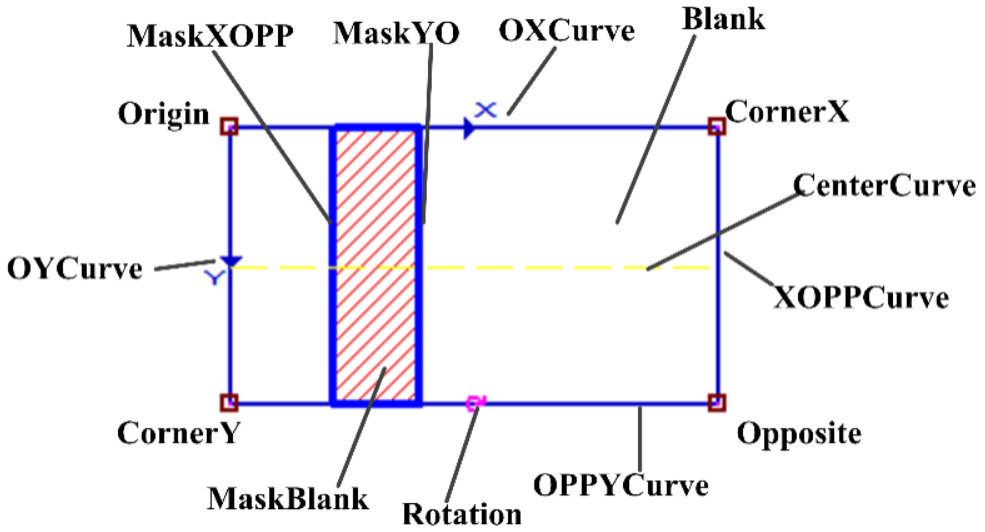 Blank
MaskXOPP
MaskYO
OXCurve
Origin
X
CornerX
CenterCurve
OYCurve
Y
XOPPCurve
CornerY
Opposite
MaskBlank
OPPYCurve
Rotation